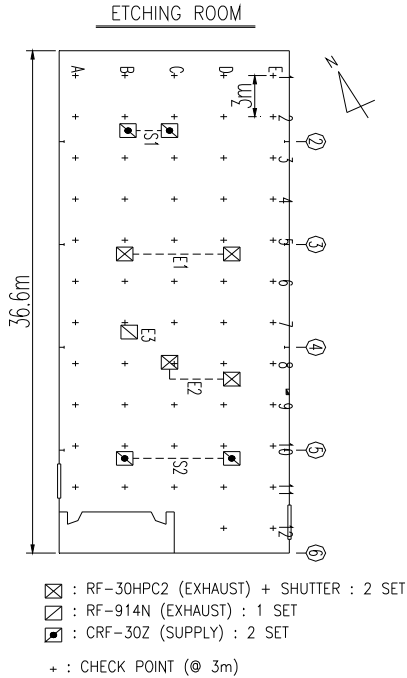 ETCHING ROOM
N
A B C D E
1
3m
2
S1
2
3
4
5
3
E1
6
7
E3
4
8
E2
9
10
5
S2
11
12
6
36.6m
: RF-30HPC2 (EXHAUST) + SHUTTER : 2 SET
: RF-914N (EXHAUST) : 1 SET
: CRF-30Z (SUPPLY) : 2 SET
+ : CHECK POINT (@ 3m)